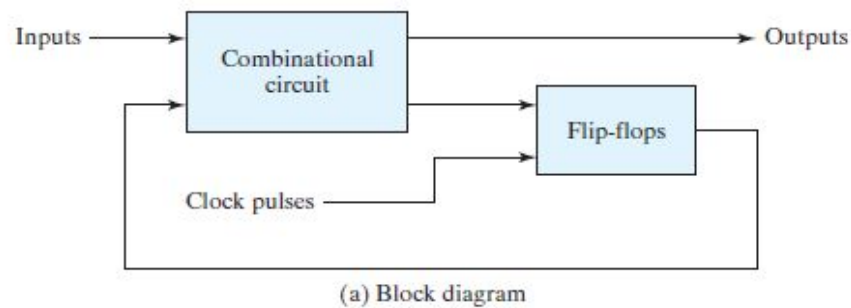 Inputs
Outputs
Combinational
circuit
Flip-flops
Clock pulses
(a) Block diagram